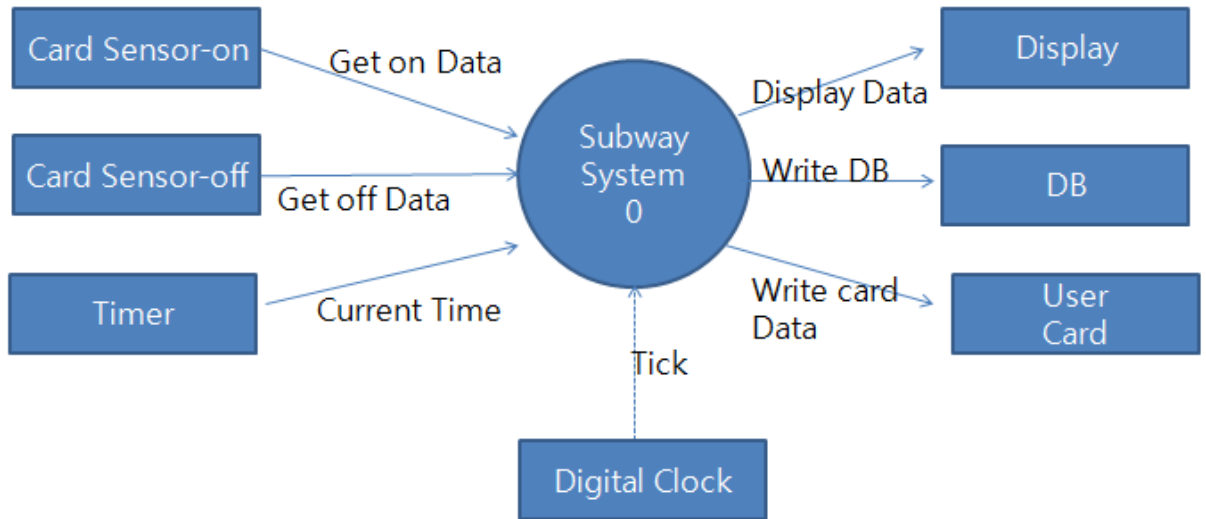 Card Sensor-on
Get on Data
Display
Display Data
Subway
System
0
Card Sensor-off
Get off Data
Write DB
DB
Timer
Current Time
Write card
Data
User
Card
Tick
Digital Clock